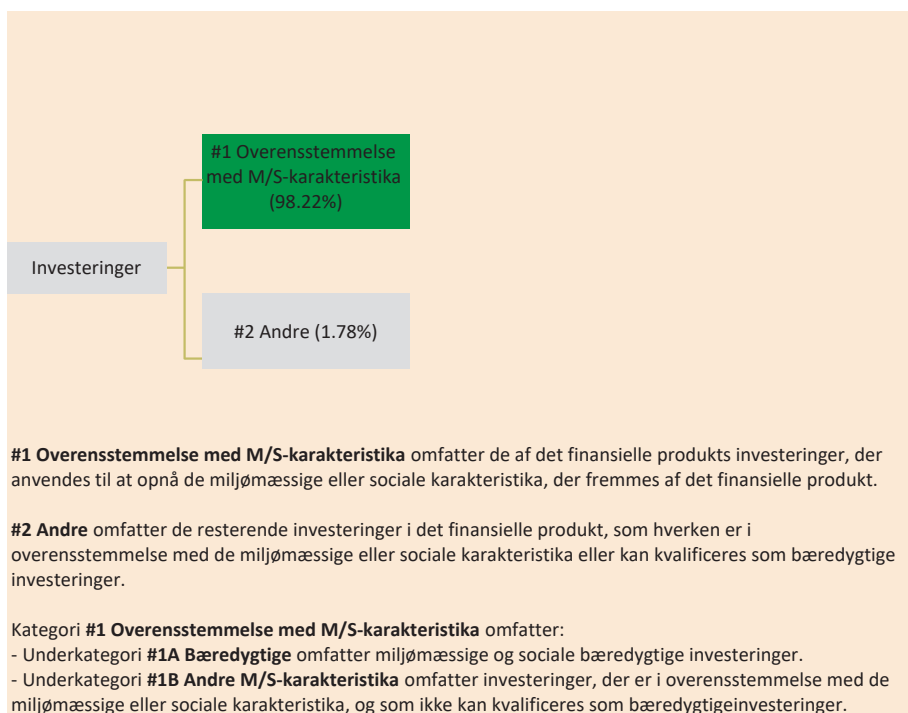 #1 Overensstemmelse
med M/S-karakteristika
(98.22%)
Investeringer
#2 Andre (1.78%)
#1 Overensstemmelse med M/S-karakteristika omfatter de af det finansielle produkts investeringer, der
anvendes til at opnå de miljømæssige eller sociale karakteristika, der fremmes af det finansielle produkt.
#2 Andre omfatter de resterende investeringer i det finansielle produkt, som hverken er i
overensstemmelse med de miljømæssige eller sociale karakteristika eller kan kvalificeres som bæredygtige
investeringer.
Kategori #1 Overensstemmelse med M/S-karakteristika omfatter:
- Underkategori #1A Bæredygtige omfatter miljømæssige og sociale bæredygtige investeringer.
- Underkategori #1B Andre M/S-karakteristika omfatter investeringer, der er i overensstemmelse med de
miljømæssige eller sociale karakteristika, og som ikke kan kvalificeres som bæredygtigeinvesteringer.